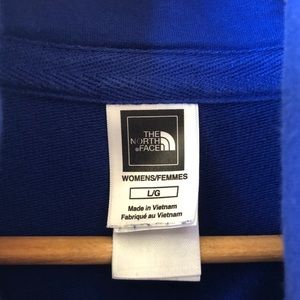 THE
NORTH
FACE
WOMENS/FEMMES
L/G
Made in Vietnam
Fabriqué au Vietnam